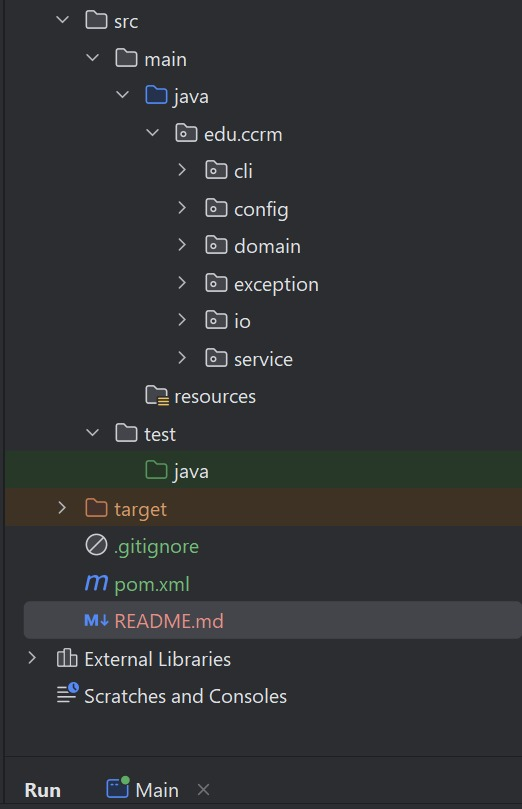 src
main
java
edu.ccrm
cli
config
domain
exception
io
service
resources
test
java
target
.gitignore
m pom.xml
M↓ README.md
External Libraries
Scratches and Consoles
Run Main